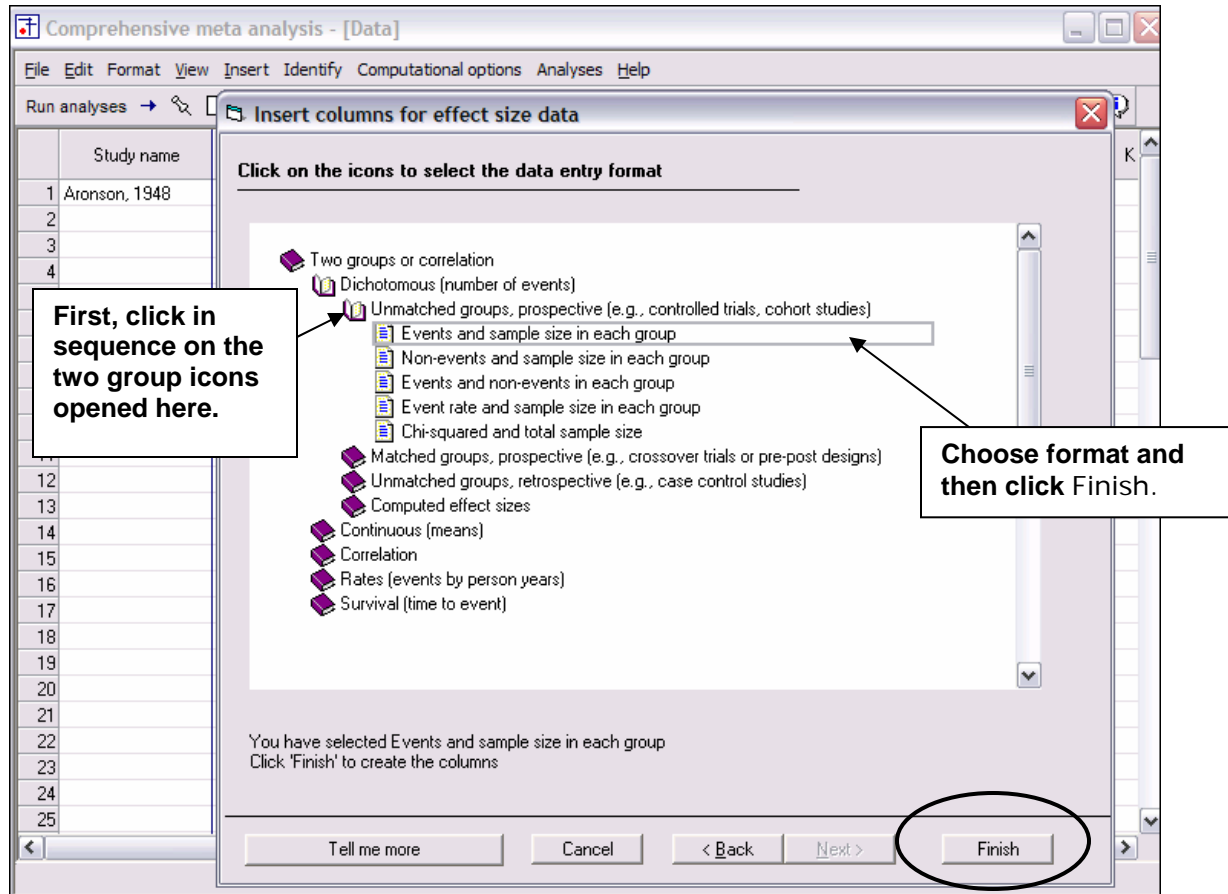 Comprehensive meta analysis - [Data]
File Edit Format View Insert Identify Computational options Analyses Help
Run analyses
Insert columns for effect size data
Study name
K
Click on the icons to select the data entry format
1 Aronson, 1948
2
3
4
Two groups or correlation
Dichotomous (number of events)
Unmatched groups, prospective (e.g., controlled trials, cohort studies)
Events and sample size in each group
Non-events and sample size in each group
Events and non-events in each group
Event rate and sample size in each group
Chi-squared and total sample size
Matched groups, prospective (e.g., crossover trials or pre-post designs)
Unmatched groups, retrospective (e.g., case control studies)
Computed effect sizes
Continuous (means)
Correlation
Rates (events by person years)
Survival (time to event)
First, click in
sequence on the
two group icons
opened here.
Choose format and
then click Finish.
12
13
14
15
16
17
18
19
20
21
22
23
24
25
You have selected Events and sample size in each group
Click 'Finish' to create the columns
Tell me more Cancel < Back Next > Finish